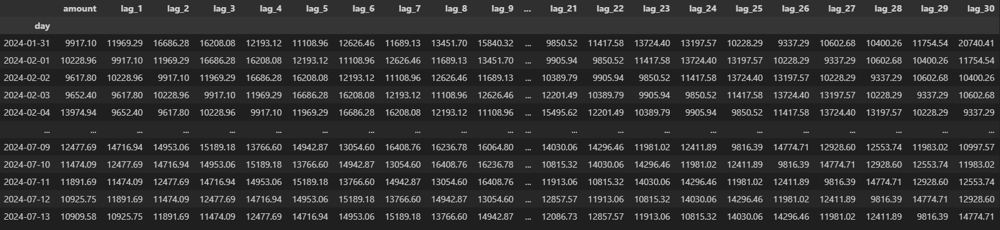 amount lag_1 lag_2 lag_3 lag_4 lag_5 lag_6 lag_7 lag_8 lag_9 ... lag_21 lag_22 lag_23 lag_24 lag_25 lag_26 lag_27 lag_28 lag_29 lag_30
day
2024-01-31 9917.10 11969.29 16686.28 16208.08 12193.12 11108.96 12626.46 11689.13 13451.70 15840.32 ... 9850.52 11417.58 13724.40 13197.57 10228.29 9337.29 10602.68 10400.26 11754.54 20740.41
2024-02-01 10228.96 9917.10 11969.29 16686.28 16208.08 12193.12 11108.96 12626.46 11689.13 13451.70 ... 9905.94 9850.52 11417.58 13724.40 13197.57 10228.29 9337.29 10602.68 10400.26 11754.54
2024-02-02 9617.80 10228.96 9917.10 11969.29 16686.28 16208.08 12193.12 11108.96 12626.46 11689.13 ... 10389.79 9905.94 9850.52 11417.58 13724.40 13197.57 10228.29 9337.29 10602.68 10400.26
2024-02-03 9652.40 9617.80 10228.96 9917.10 11969.29 16686.28 16208.08 12193.12 11108.96 12626.46 ... 12201.49 10389.79 9905.94 9850.52 11417.58 13724.40 13197.57 10228.29 9337.29 10602.68
2024-02-04 13974.94 9652.40 9617.80 10228.96 9917.10 11969.29 16686.28 16208.08 12193.12 11108.96 ... 15495.62 12201.49 10389.79 9905.94 9850.52 11417.58 13724.40 13197.57 10228.29 9337.29
... ... ... ... ... ... ... ... ... ... ... ... ... ... ... ... ... ... ... ... ... ...
2024-07-09 12477.69 14716.94 14953.06 15189.18 13766.60 14942.87 13054.60 16408.76 16236.78 16064.80 ... 14030.06 14296.46 11981.02 12411.89 9816.39 14774.71 12928.60 12553.74 11983.02 10997.57
2024-07-10 11474.09 12477.69 14716.94 14953.06 15189.18 13766.60 14942.87 13054.60 16408.76 16236.78 ... 10815.32 14030.06 14296.46 11981.02 12411.89 9816.39 14774.71 12928.60 12553.74 11983.02
2024-07-11 11891.69 11474.09 12477.69 14716.94 14953.06 15189.18 13766.60 14942.87 13054.60 16408.76 ... 11913.06 10815.32 14030.06 14296.46 11981.02 12411.89 9816.39 14774.71 12928.60 12553.74
2024-07-12 10925.75 11891.69 11474.09 12477.69 14716.94 14953.06 15189.18 13766.60 14942.87 13054.60 ... 12857.57 11913.06 10815.32 14030.06 14296.46 11981.02 12411.89 9816.39 14774.71 12928.60
2024-07-13 10909.58 10925.75 11891.69 11474.09 12477.69 14716.94 14953.06 15189.18 13766.60 14942.87 ... 12086.73 12857.57 11913.06 10815.32 14030.06 14296.46 11981.02 12411.89 9816.39 14774.71